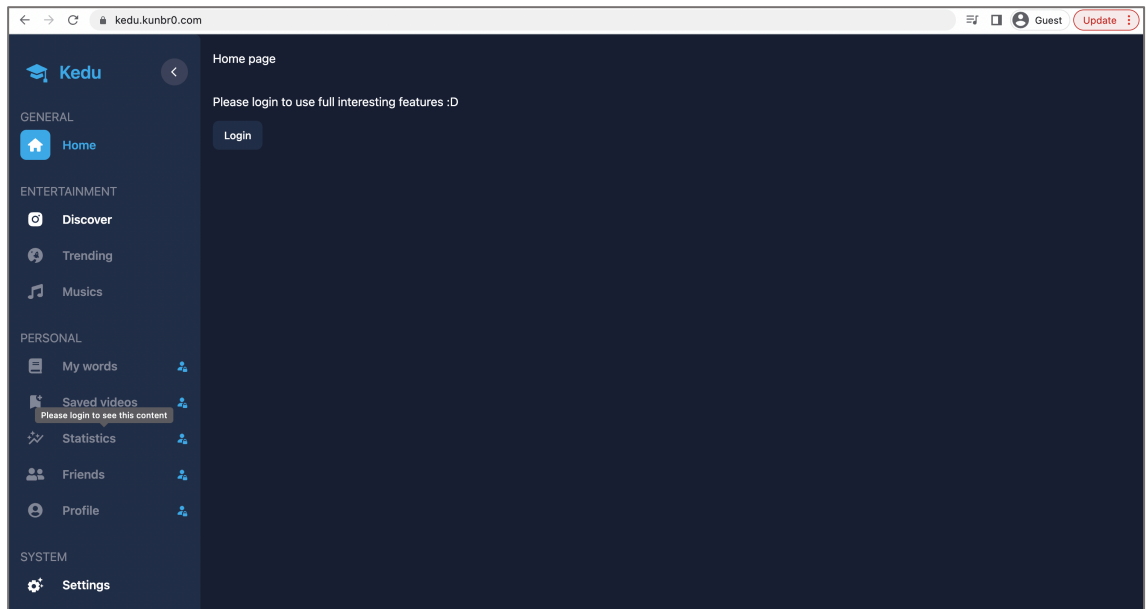 kedu.kunbr0.com
Guest
Update
Kedu
GENERAL
Home
ENTERTAINMENT
Discover
Trending
Musics
PERSONAL
My words
Saved videos
Please login to see this content
Statistics
Friends
Profile
SYSTEM
Settings
Home page
Please login to use full interesting features :D
Login